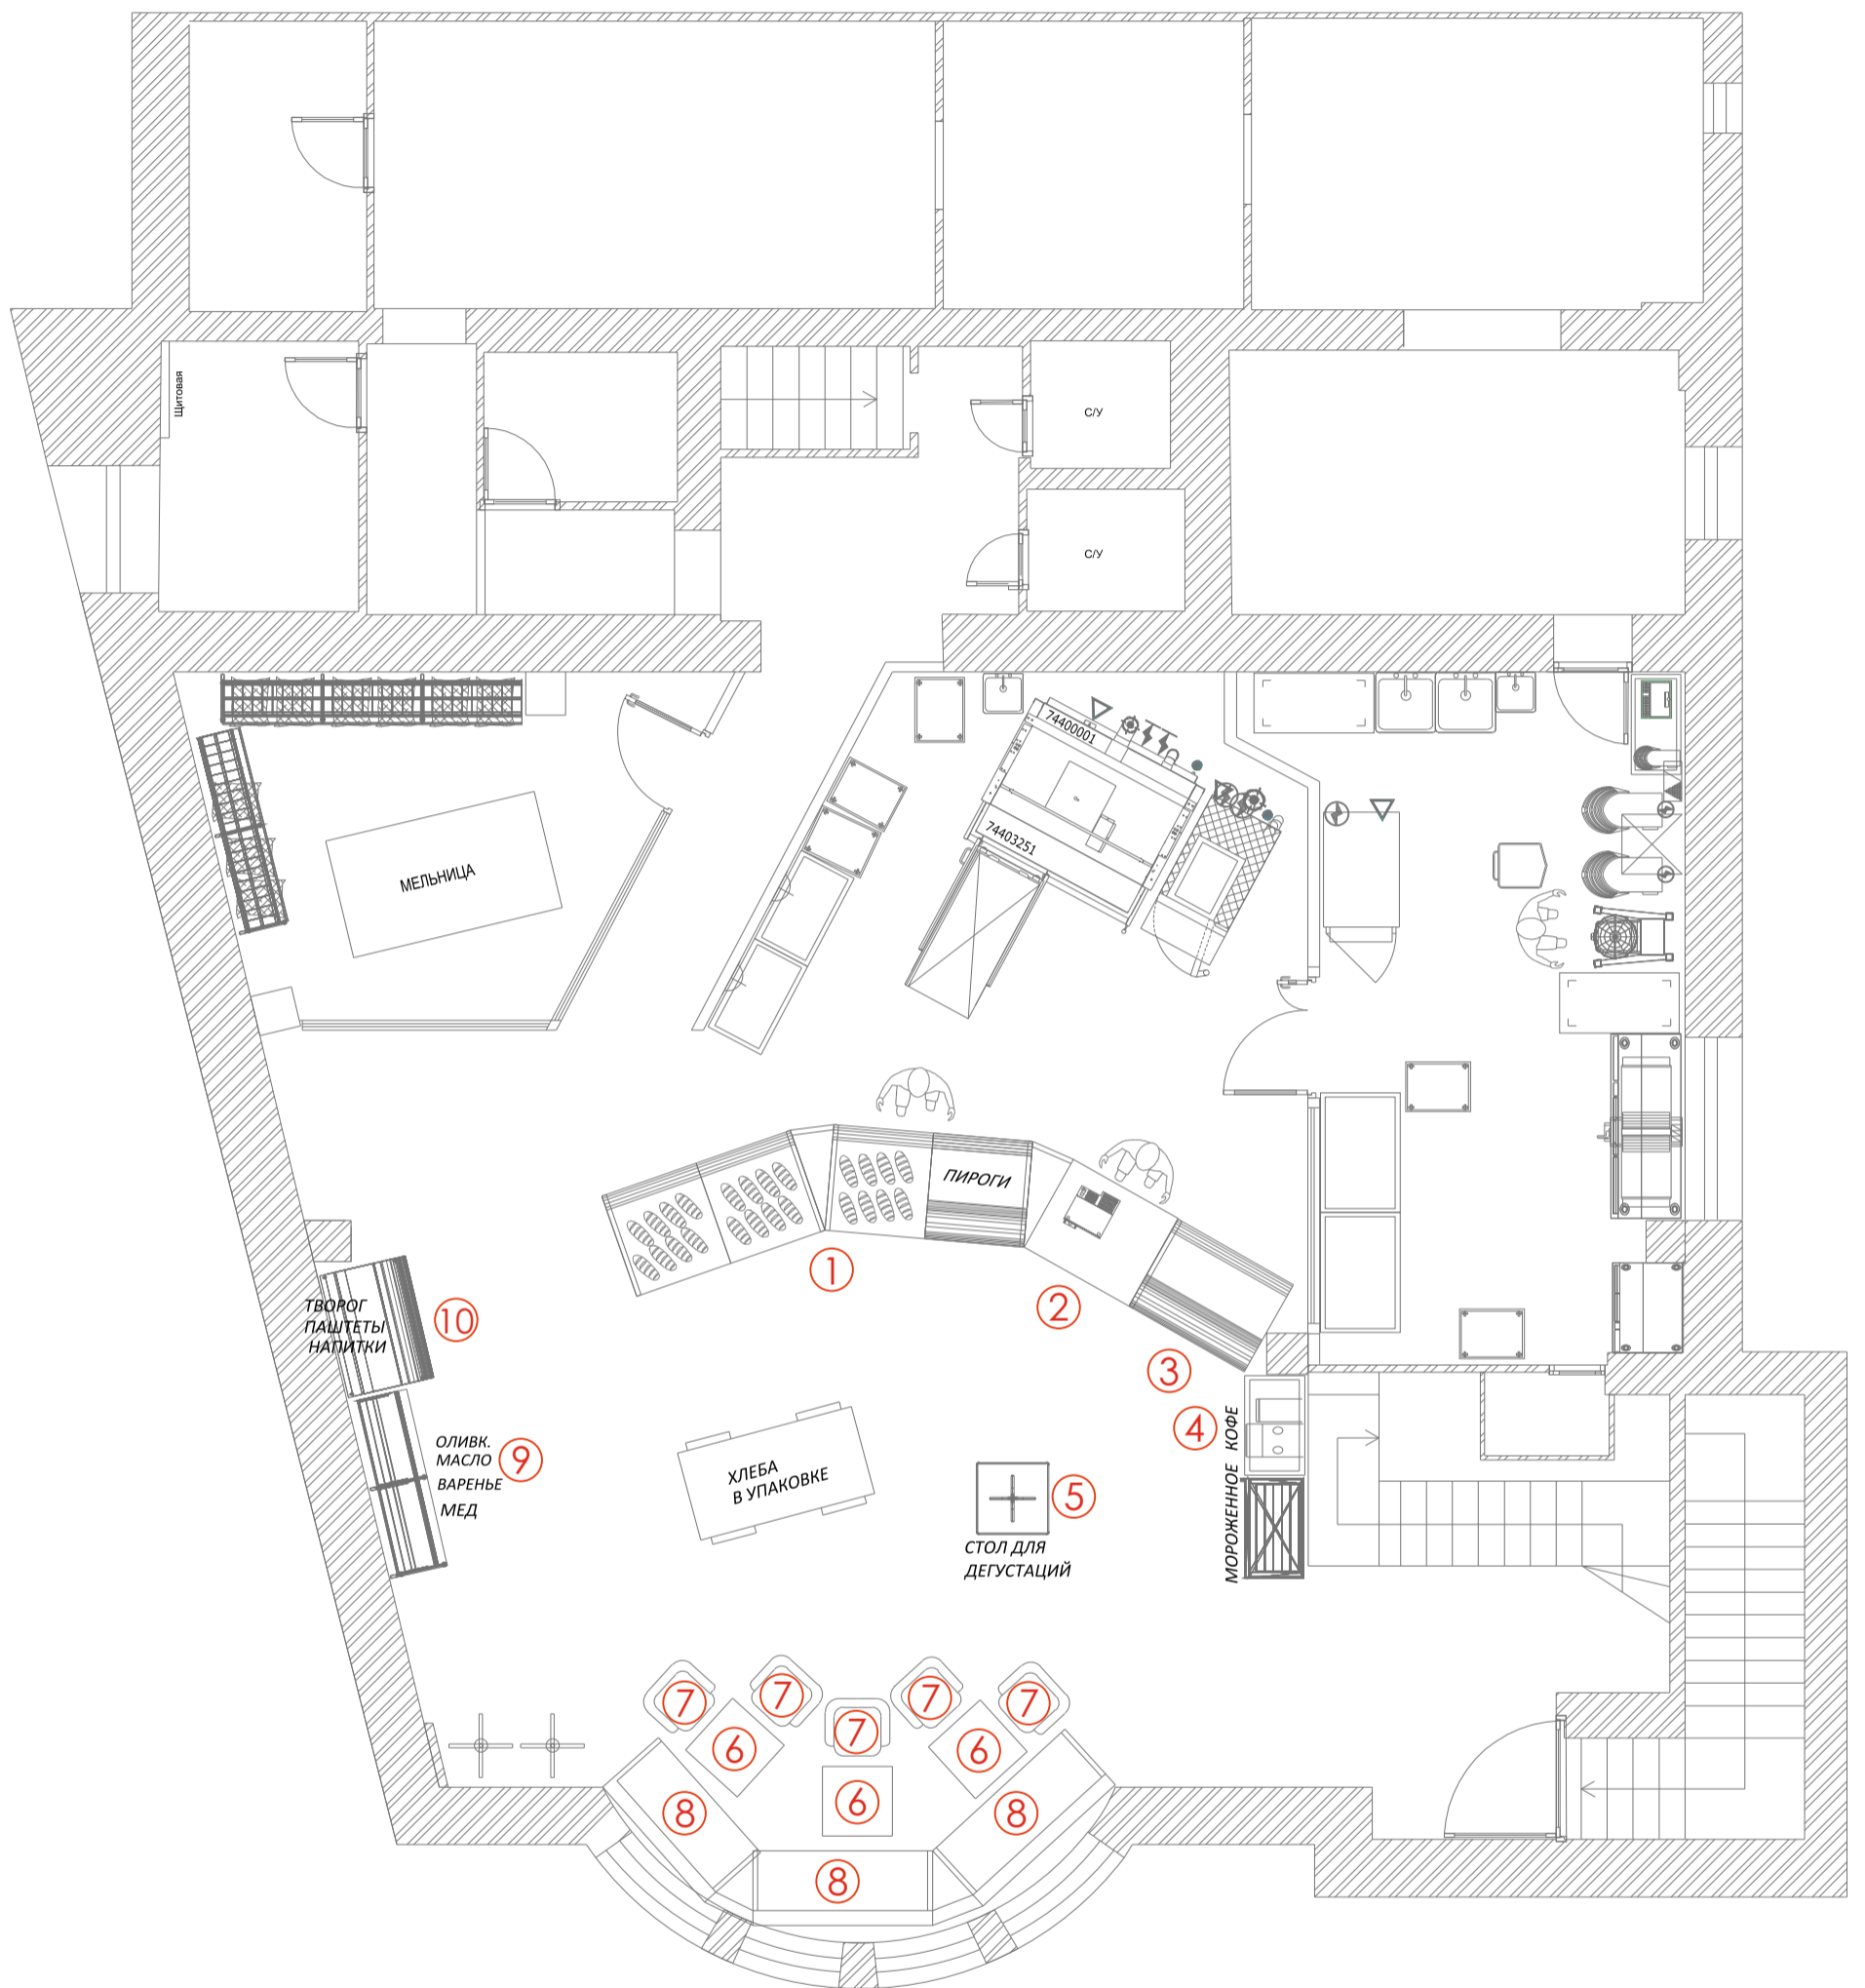 Щитовая
С/У
С/У
74400001
74403251
МЕЛЬНИЦА
ПИРОГИ
1
2
3
4
КОФЕ
МОРОЖЕННОЕ
10
ТВОРОГ
ПАШТЕТЫ
НАПИТКИ
ОЛИВК.
МАСЛО
9
ВАРЕНЬЕ
МЕД
ХЛЕБА
В УПАКОВКЕ
5
СТОЛ ДЛЯ
ДЕГУСТАЦИЙ
7
7
7
7
7
6
6
6
8
8
8